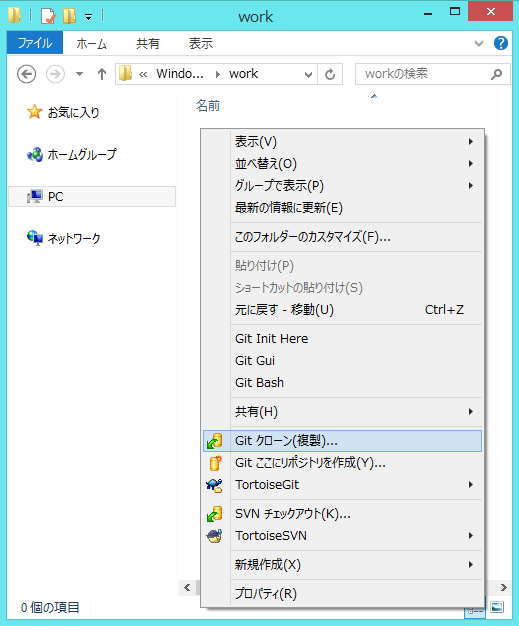 work
ファイル
ホーム
共有
表示
« Windo... work
workの検索
お気に入り
ホームグループ
PC
ネットワーク
名前
表示(V)
並べ替え(O)
グループで表示(P)
最新の情報に更新(E)
このフォルダーのカスタマイズ(F)...
貼り付け(P)
ショートカットの貼り付け(S)
元に戻す - 移動(U) Ctrl+Z
Git Init Here
Git Gui
Git Bash
共有(H)
Git クローン(複製)...
Git ここにリポジトリを作成(Y)...
TortoiseGit
SVN チェックアウト(K)...
TortoiseSVN
新規作成(X)
プロパティ(R)
0 個の項目